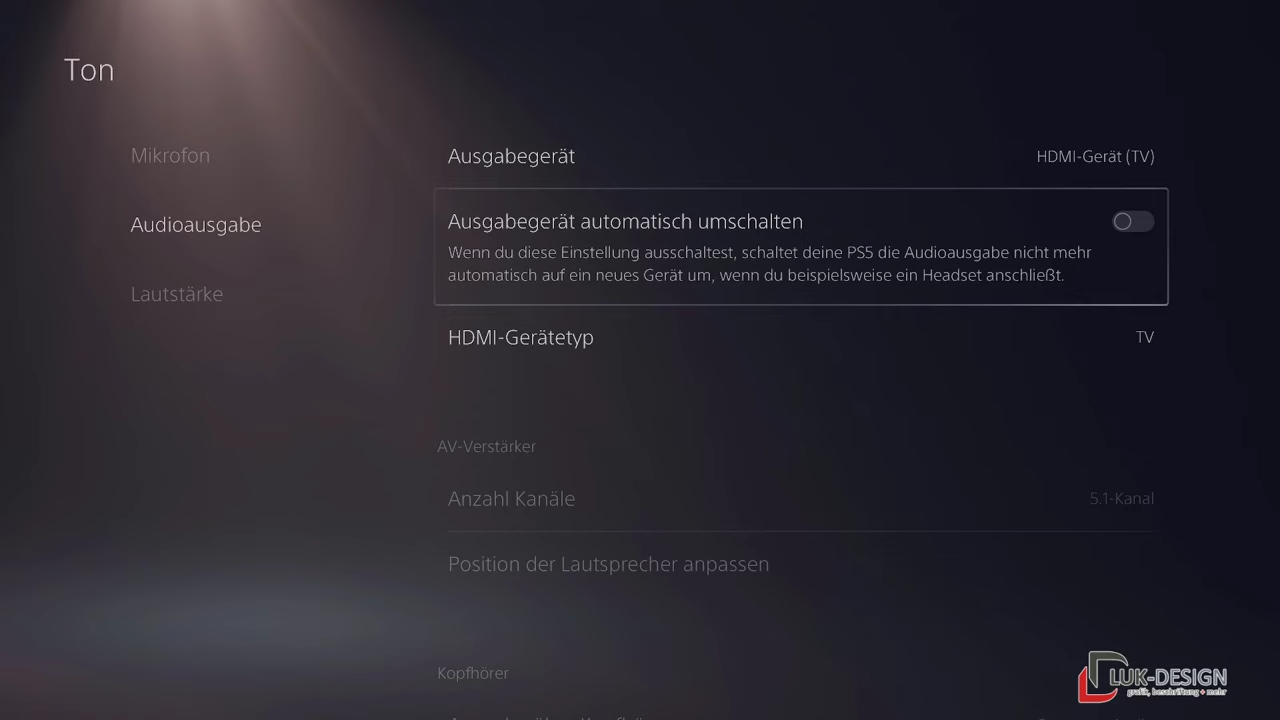 Ton
Mikrofon
Audioausgabe
Lautstärke
Ausgabegerät
HDMI-Gerät (TV)
Ausgabegerät automatisch umschalten
Wenn du diese Einstellung ausschaltest, schaltet deine PS5 die Audioausgabe nicht mehr
automatisch auf ein neues Gerät um, wenn du beispielsweise ein Headset anschließt.
HDMI-Gerätetyp
TV
AV-Verstärker
Anzahl Kanäle
5.1-Kanal
Position der Lautsprecher anpassen
Kopfhörer
LUK-DESIGN
grafik, beschriftung + mehr